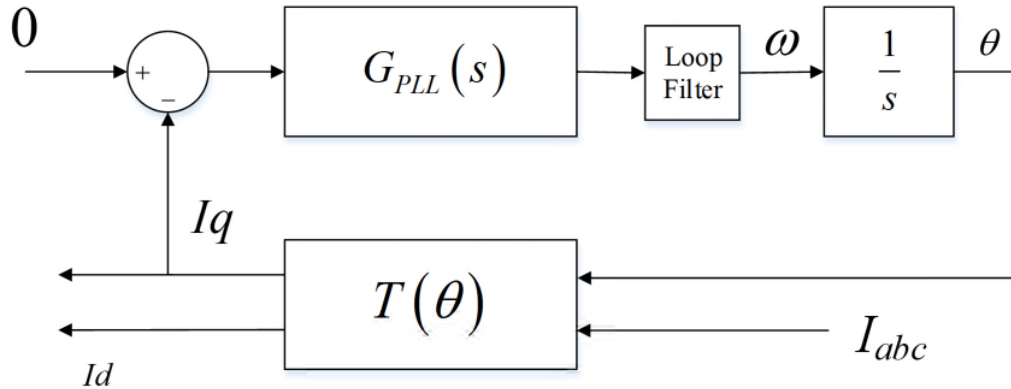 0
+
−
G_PLL(s)
Loop
Filter
ω
1
s
θ
Iq
T(θ)
I_abc
Id